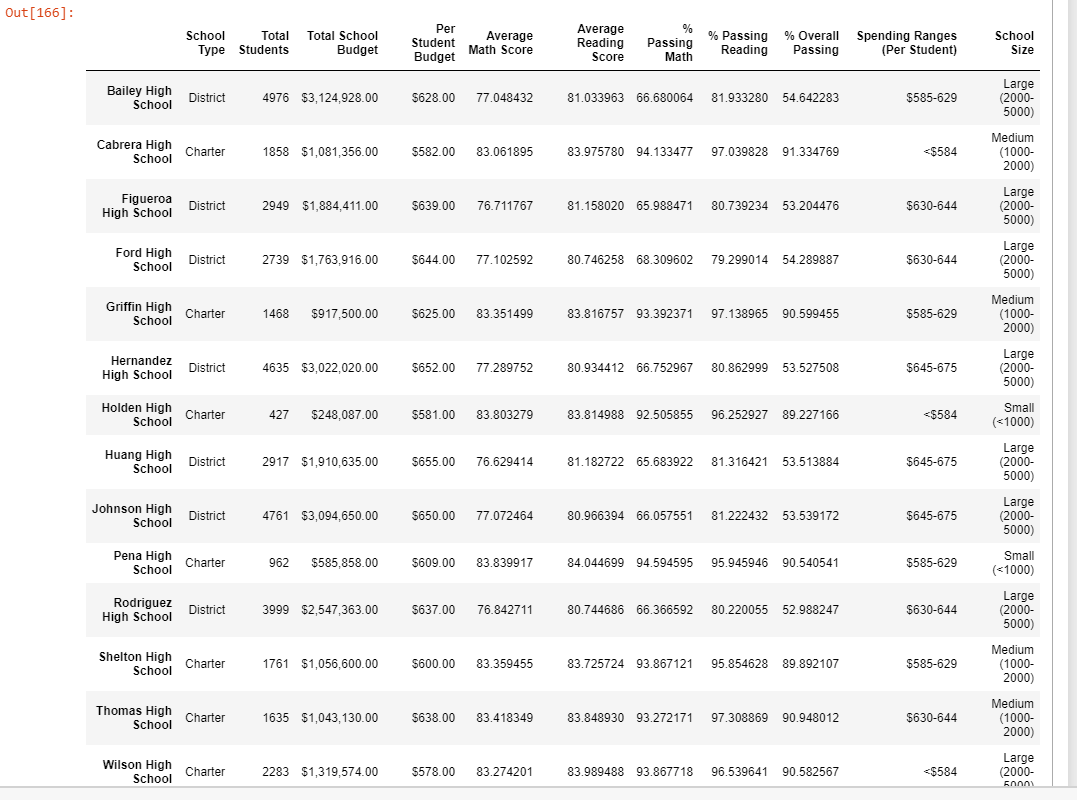 Out[166]:
School Type Total Students Total School Budget Per Student Budget Average Math Score Average Reading Score % Passing Math % Passing Reading % Overall Passing Spending Ranges (Per Student) School Size
Bailey High School District 4976 $3,124,928.00 $628.00 77.048432 81.033963 66.680064 81.933280 54.642283 $585-629 Large (2000-5000)
Cabrera High School Charter 1858 $1,081,356.00 $582.00 83.061895 83.975780 94.133477 97.039828 91.334769 <$584 Medium (1000-2000)
Figueroa High School District 2949 $1,884,411.00 $639.00 76.711767 81.158020 65.988471 80.739234 53.204476 $630-644 Large (2000-5000)
Ford High School District 2739 $1,763,916.00 $644.00 77.102592 80.746258 68.309602 79.299014 54.289887 $630-644 Large (2000-5000)
Griffin High School Charter 1468 $917,500.00 $625.00 83.351499 83.816757 93.392371 97.138965 90.599455 $585-629 Medium (1000-2000)
Hernandez High School District 4635 $3,022,020.00 $652.00 77.289752 80.934412 66.752967 80.862999 53.527508 $645-675 Large (2000-5000)
Holden High School Charter 427 $248,087.00 $581.00 83.803279 83.814988 92.505855 96.252927 89.227166 <$584 Small (<1000)
Huang High School District 2917 $1,910,635.00 $655.00 76.629414 81.182722 65.683922 81.316421 53.513884 $645-675 Large (2000-5000)
Johnson High School District 4761 $3,094,650.00 $650.00 77.072464 80.966394 66.057551 81.222432 53.539172 $645-675 Large (2000-5000)
Pena High School Charter 962 $585,858.00 $609.00 83.839917 84.044699 94.594595 95.945946 90.540541 $585-629 Small (<1000)
Rodriguez High School District 3999 $2,547,363.00 $637.00 76.842711 80.744686 66.366592 80.220055 52.988247 $630-644 Large (2000-5000)
Shelton High School Charter 1761 $1,056,600.00 $600.00 83.359455 83.725724 93.867121 95.854628 89.892107 $585-629 Medium (1000-2000)
Thomas High School Charter 1635 $1,043,130.00 $638.00 83.418349 83.848930 93.272171 97.308869 90.948012 $630-644 Medium (1000-2000)
Wilson High School Charter 2283 $1,319,574.00 $578.00 83.274201 83.989488 93.867718 96.539641 90.582567 <$584 Large (2000-5000)